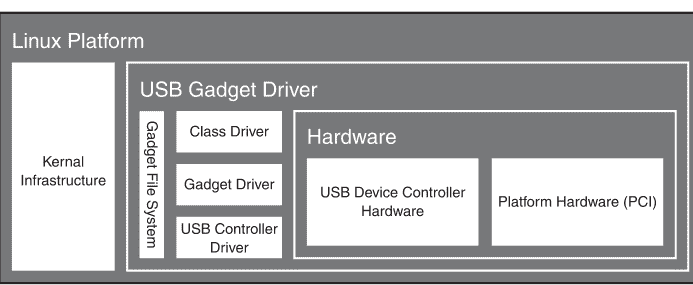 Linux Platform
Kernal
Infrastructure
USB Gadget Driver
Gadget File System
Class Driver
Gadget Driver
USB Controller
Driver
Hardware
USB Device Controller
Hardware
Platform Hardware (PCI)